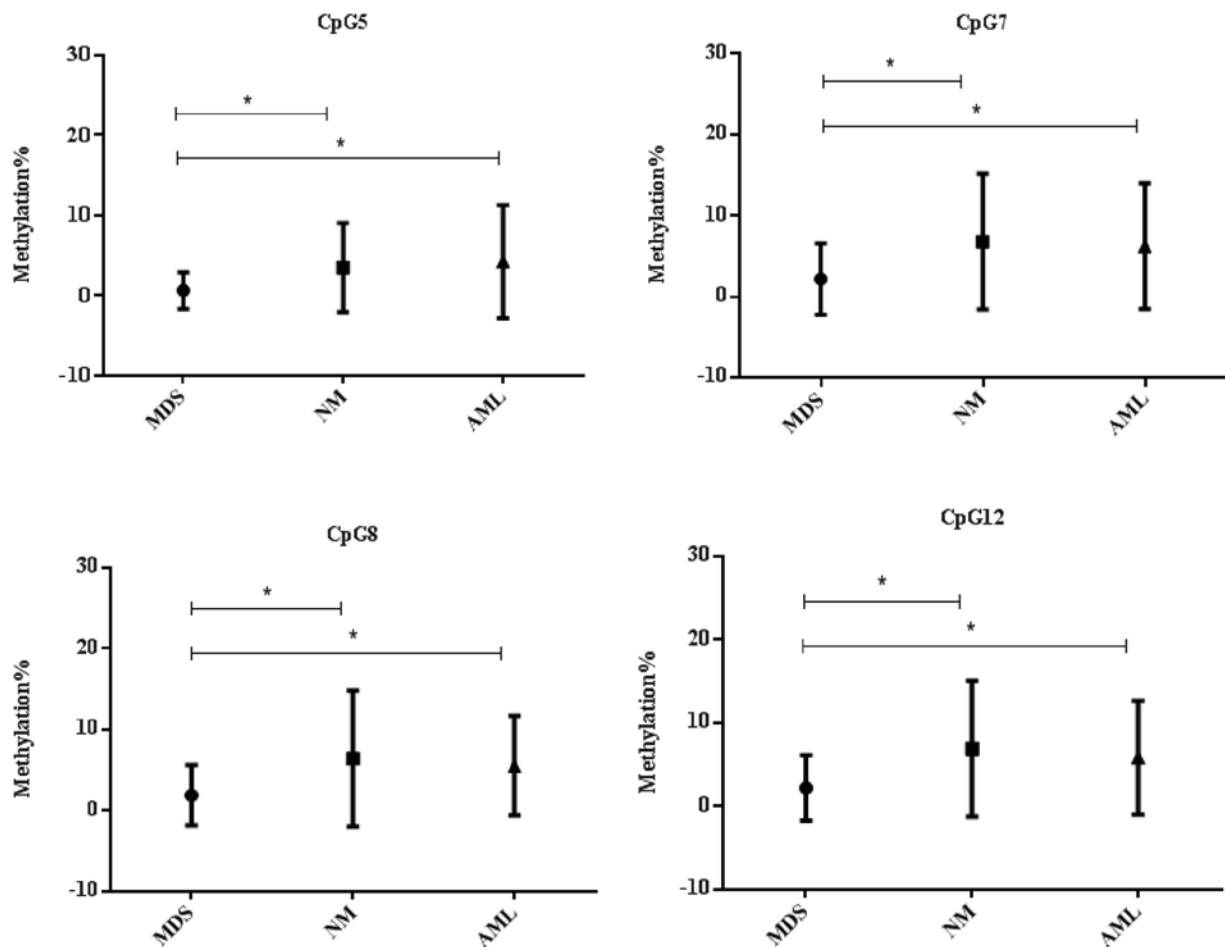 CpG5
30
20
10
0
-10
Methylation%
*
*
MDS
NM
AML
CpG7
30
20
10
0
-10
Methylation%
*
*
MDS
NM
AML
CpG8
30
20
10
0
-10
Methylation%
*
*
MDS
NM
AML
CpG12
30
20
10
0
-10
Methylation%
*
*
MDS
NM
AML